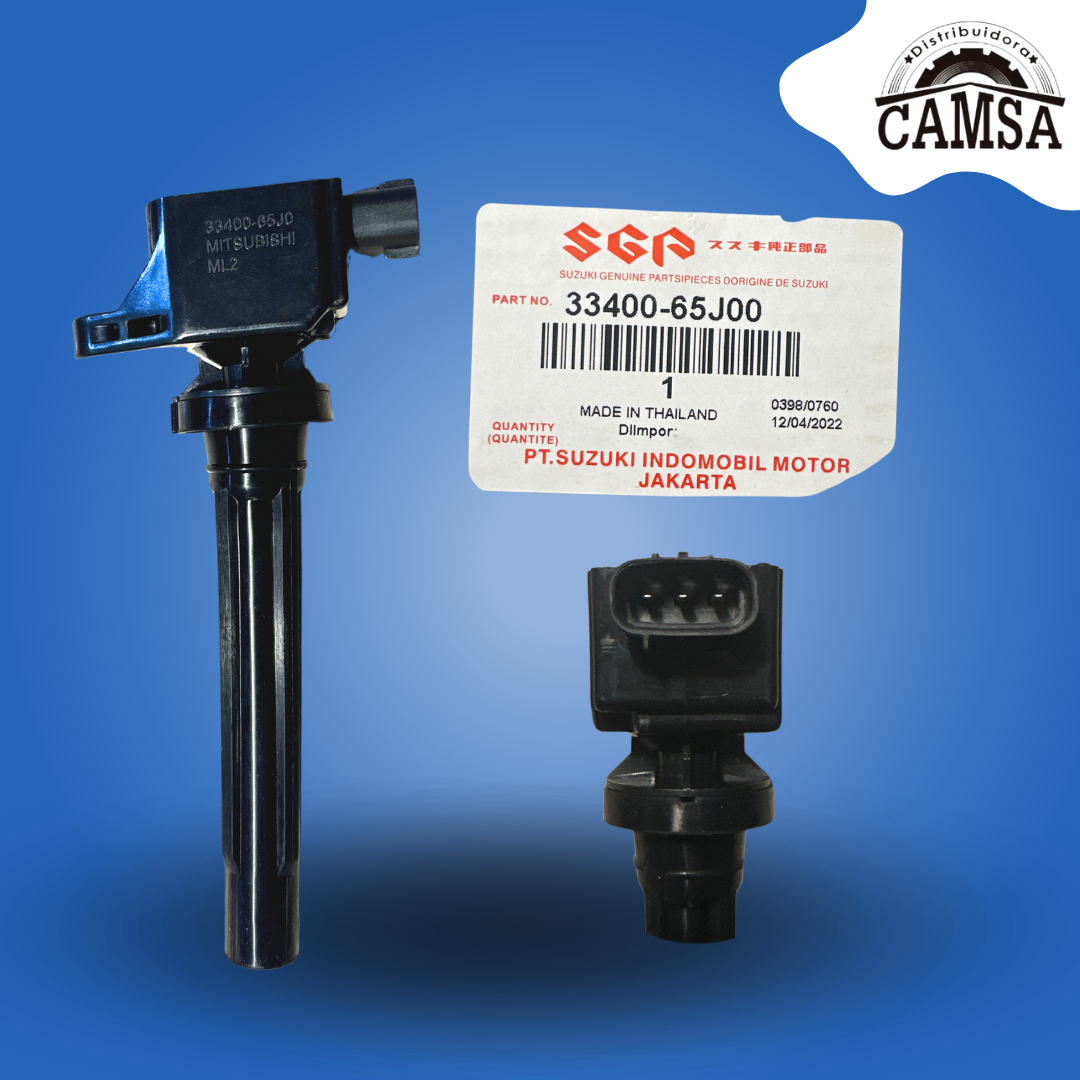 Distribuidora
CAMSA
33400-65J0
MITSUBISHI
ML2
SGP スズキ純正部品
SUZUKI GENUINE PARTSIPIECES DORIGINE DE SUZUKI
PART NO. 33400-65J00
1
MADE IN THAILAND
DIImpor:
0398/0760
12/04/2022
QUANTITY
(QUANTITE)
PT.SUZUKI INDOMOBIL MOTOR
JAKARTA